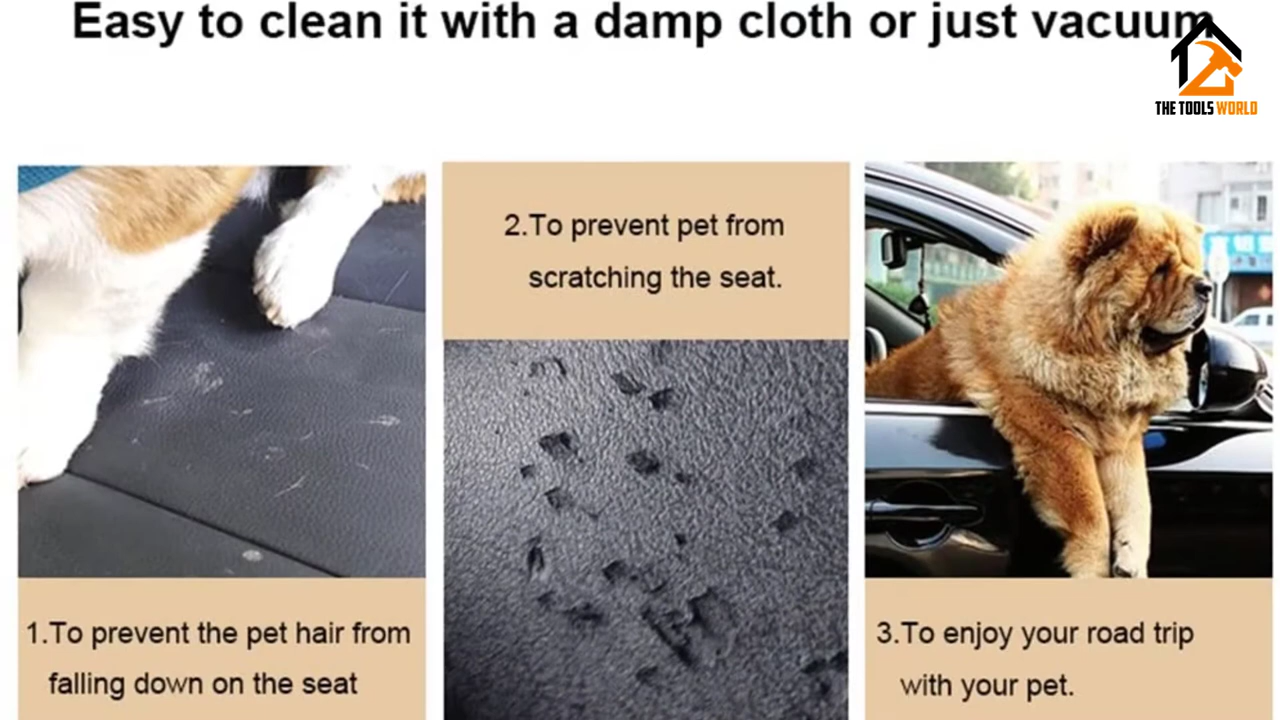 Easy to clean it with a damp cloth or just vacuum
THE TOOLS WORLD
2.To prevent pet from
scratching the seat.
1.To prevent the pet hair from
falling down on the seat
3.To enjoy your road trip
with your pet.